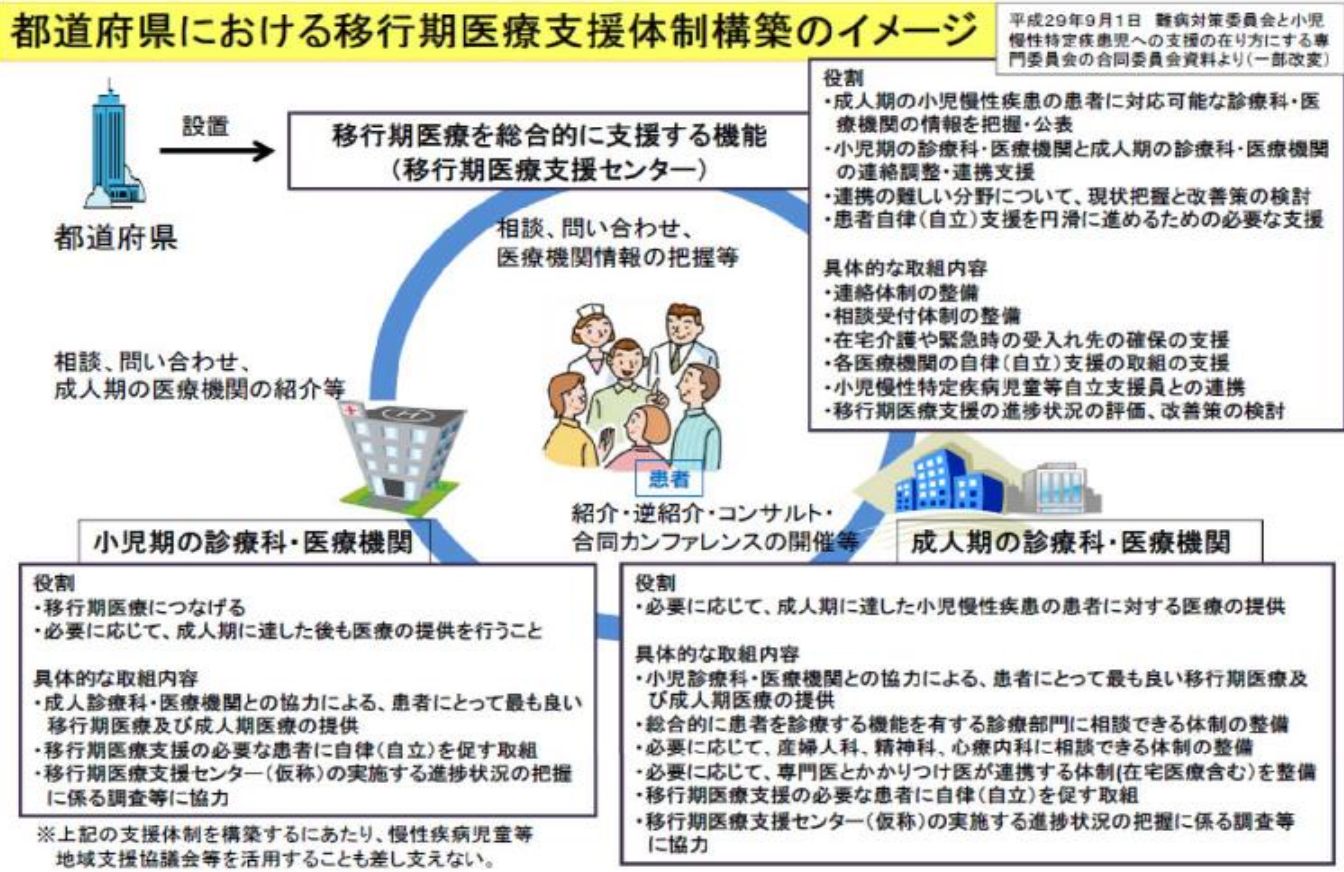 都道府県における移行期医療支援体制構築のイメージ
平成29年9月1日　難病対策委員会と小児
慢性特定疾患児への支援の在り方にする専
門委員会の合同委員会資料より(一部改変)
設置
都道府県
移行期医療を総合的に支援する機能
（移行期医療支援センター）
役割
・成人期の小児慢性疾患の患者に対応可能な診療科・医
療機関の情報を把握・公表
・小児期の診療科・医療機関と成人期の診療科・医療機関
の連絡調整・連携支援
・連携の難しい分野について、現状把握と改善策の検討
・患者自律（自立）支援を円滑に進めるための必要な支援
具体的な取組内容
・連絡体制の整備
・相談受付体制の整備
・在宅介護や緊急時の受入れ先の確保の支援
・各医療機関の自律（自立）支援の取組の支援
・小児慢性特定疾病児童等自立支援員との連携
・移行期医療支援の進捗状況の評価、改善策の検討
相談、問い合わせ、
医療機関情報の把握等
相談、問い合わせ、
成人期の医療機関の紹介等
患者
紹介・逆紹介・コンサルト・
合同カンファレンスの開催等
小児期の診療科・医療機関
役割
・移行期医療につなげる
・必要に応じて、成人期に達した後も医療の提供を行うこと
具体的な取組内容
・成人診療科・医療機関との協力による、患者にとって最も良い
移行期医療及び成人期医療の提供
・移行期医療支援の必要な患者に自律（自立）を促す取組
・移行期医療支援センター（仮称）の実施する進捗状況の把握
に係る調査等に協力
※上記の支援体制を構築するにあたり、慢性疾病児童等
地域支援協議会等を活用することも差し支えない。
成人期の診療科・医療機関
役割
・必要に応じて、成人期に達した小児慢性疾患の患者に対する医療の提供
具体的な取組内容
・小児診療科・医療機関との協力による、患者にとって最も良い移行期医療及
び成人期医療の提供
・総合的に患者を診療する機能を有する診療部門に相談できる体制の整備
・必要に応じて、産婦人科、精神科、心療内科に相談できる体制の整備
・必要に応じて、専門医とかかりつけ医が連携する体制(在宅医療含む)を整備
・移行期医療支援の必要な患者に自律（自立）を促す取組
・移行期医療支援センター（仮称）の実施する進捗状況の把握に係る調査等
に協力